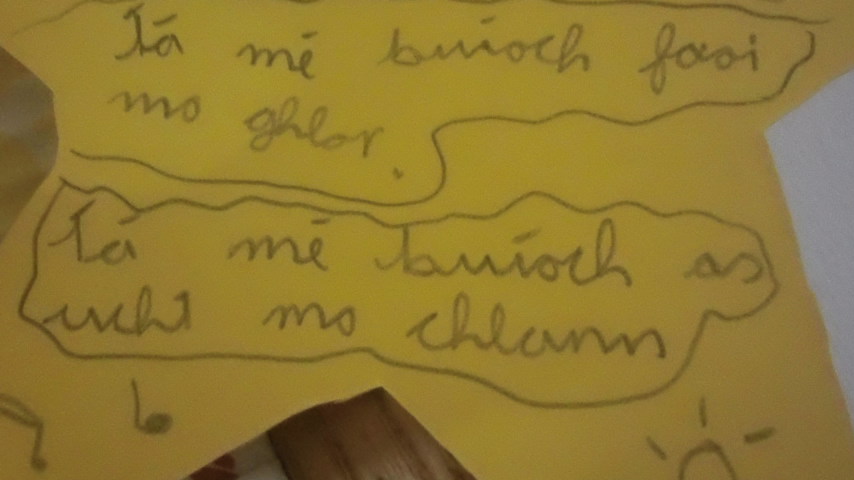 Tá mé buíoch faoi
mo ghlór.
Tá mé buíoch as
ucht mo chlann